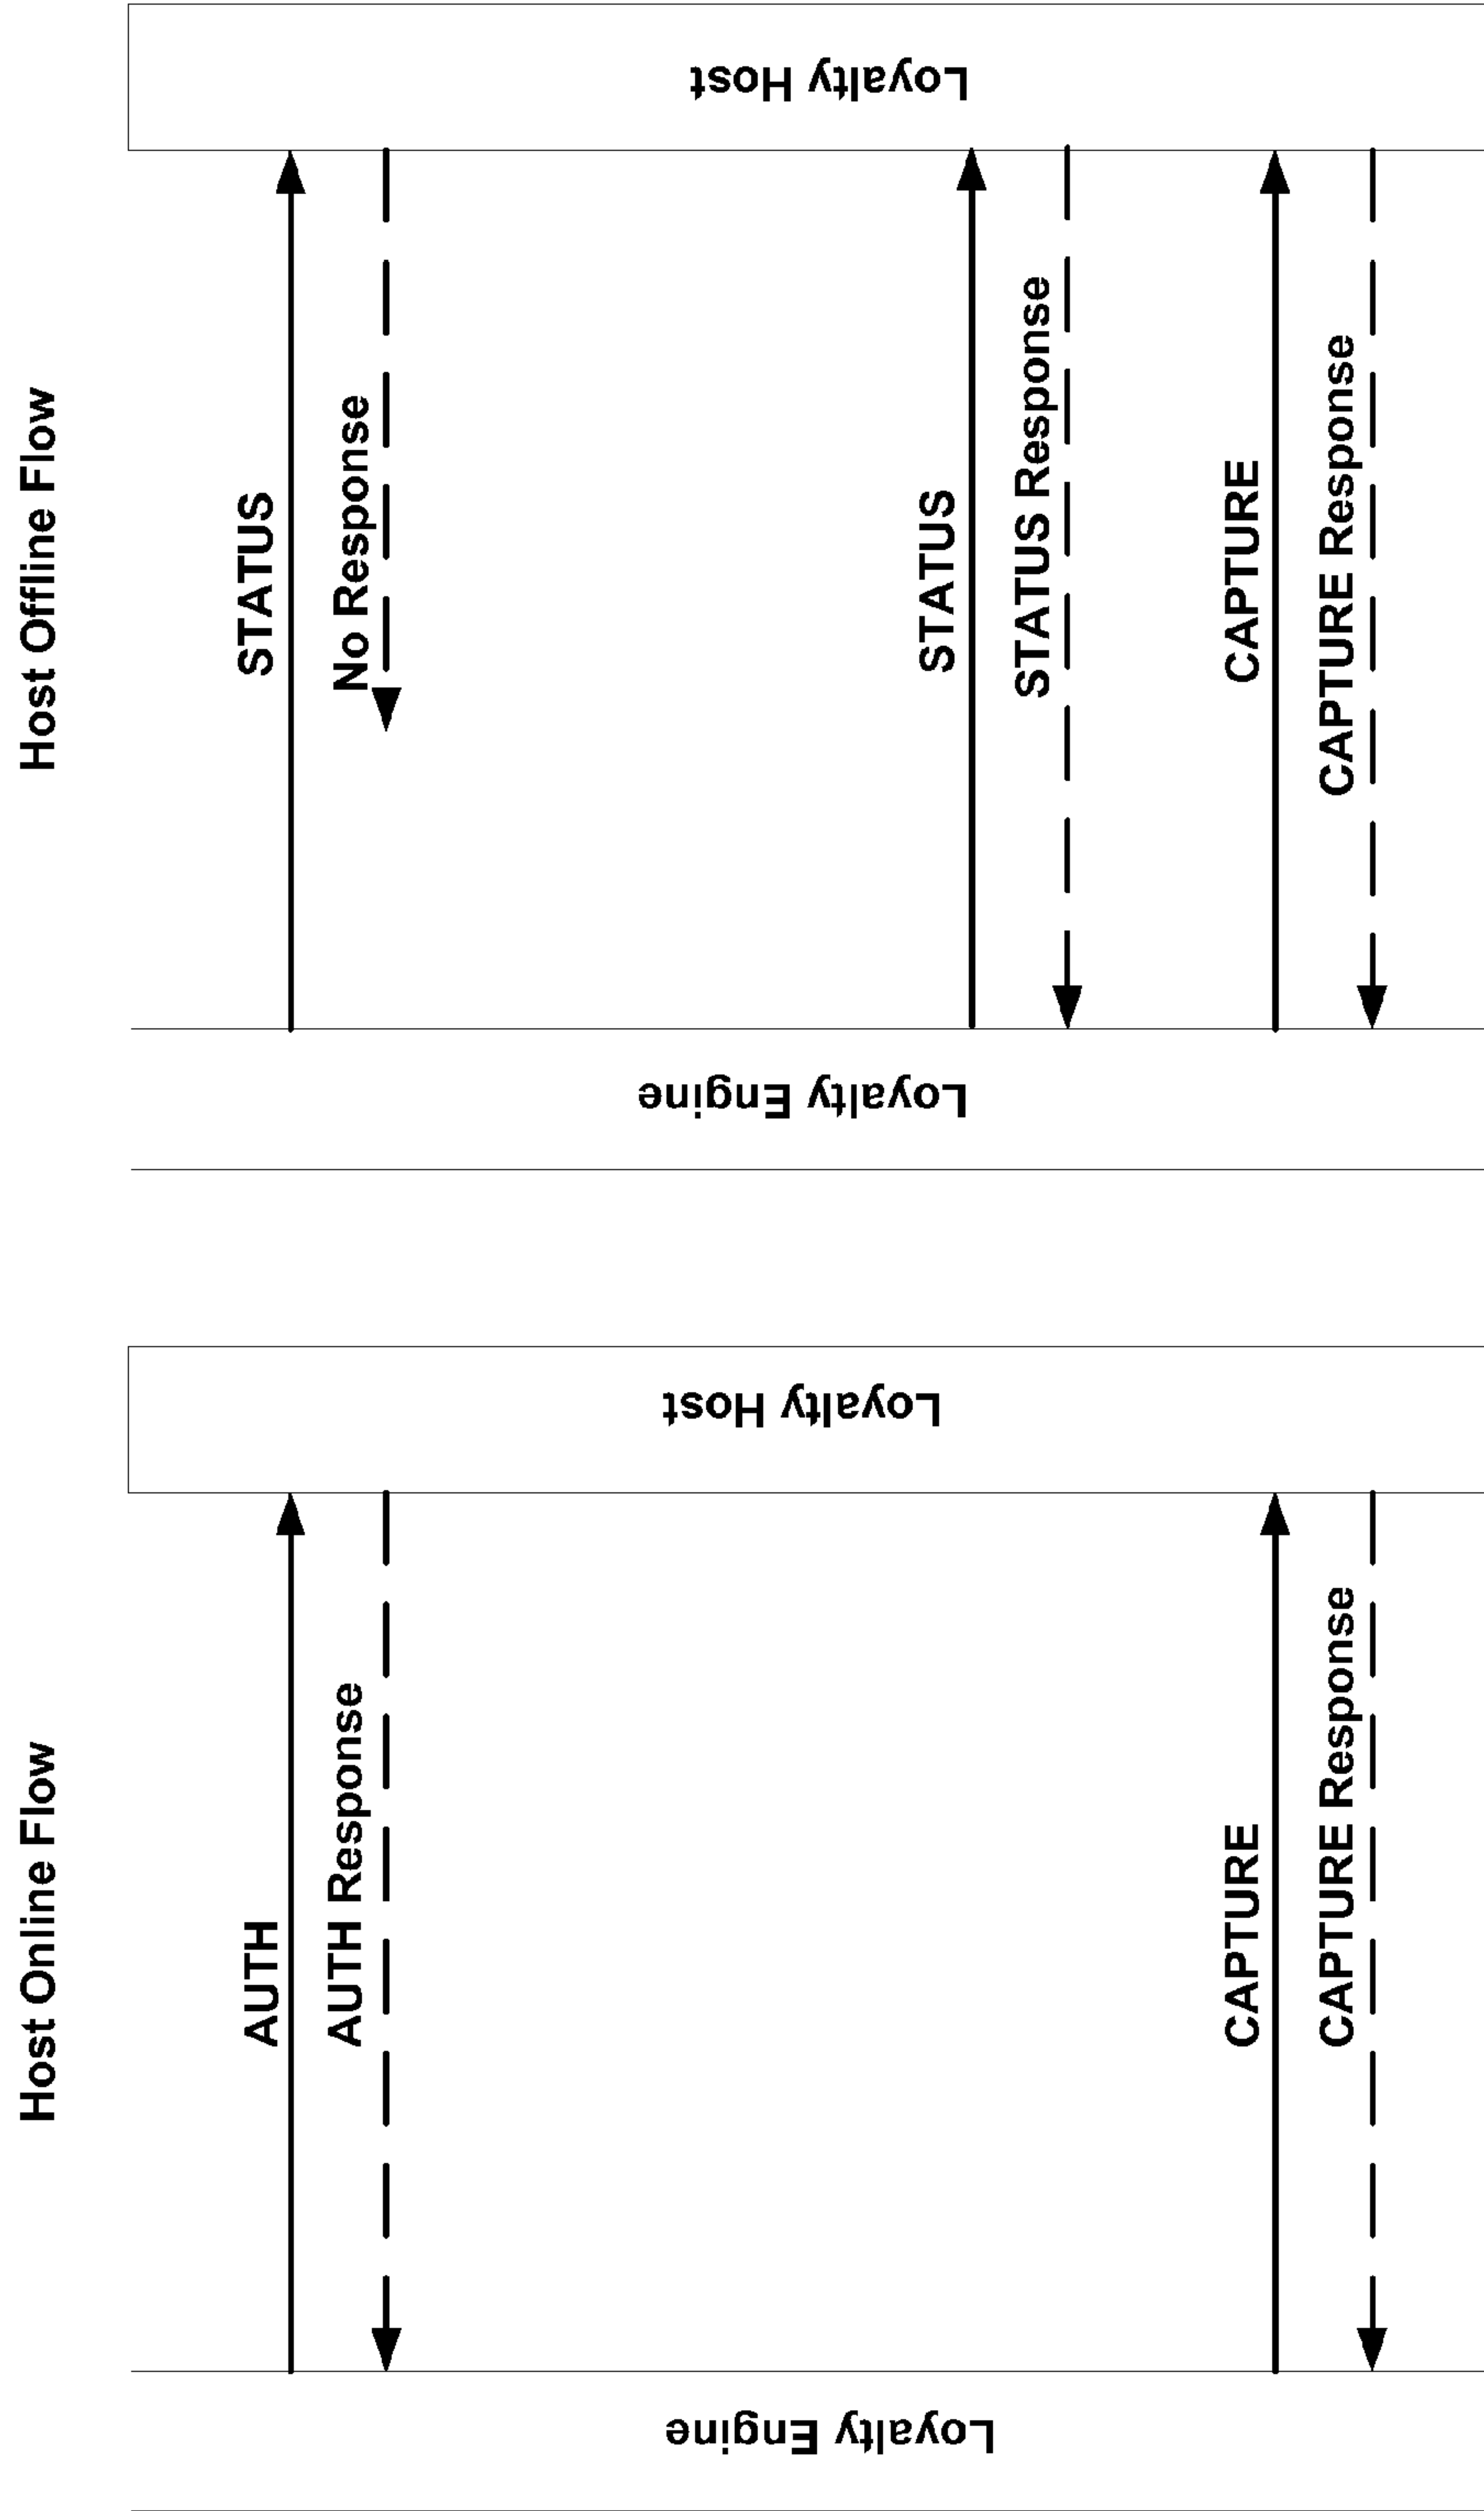 Host Online Flow
Loyalty Engine
AUTH
AUTH Response
CAPTURE
CAPTURE Response
Loyalty Host
Host Offline Flow
Loyalty Engine
STATUS
No Response
STATUS
STATUS Response
CAPTURE
CAPTURE Response
Loyalty Host